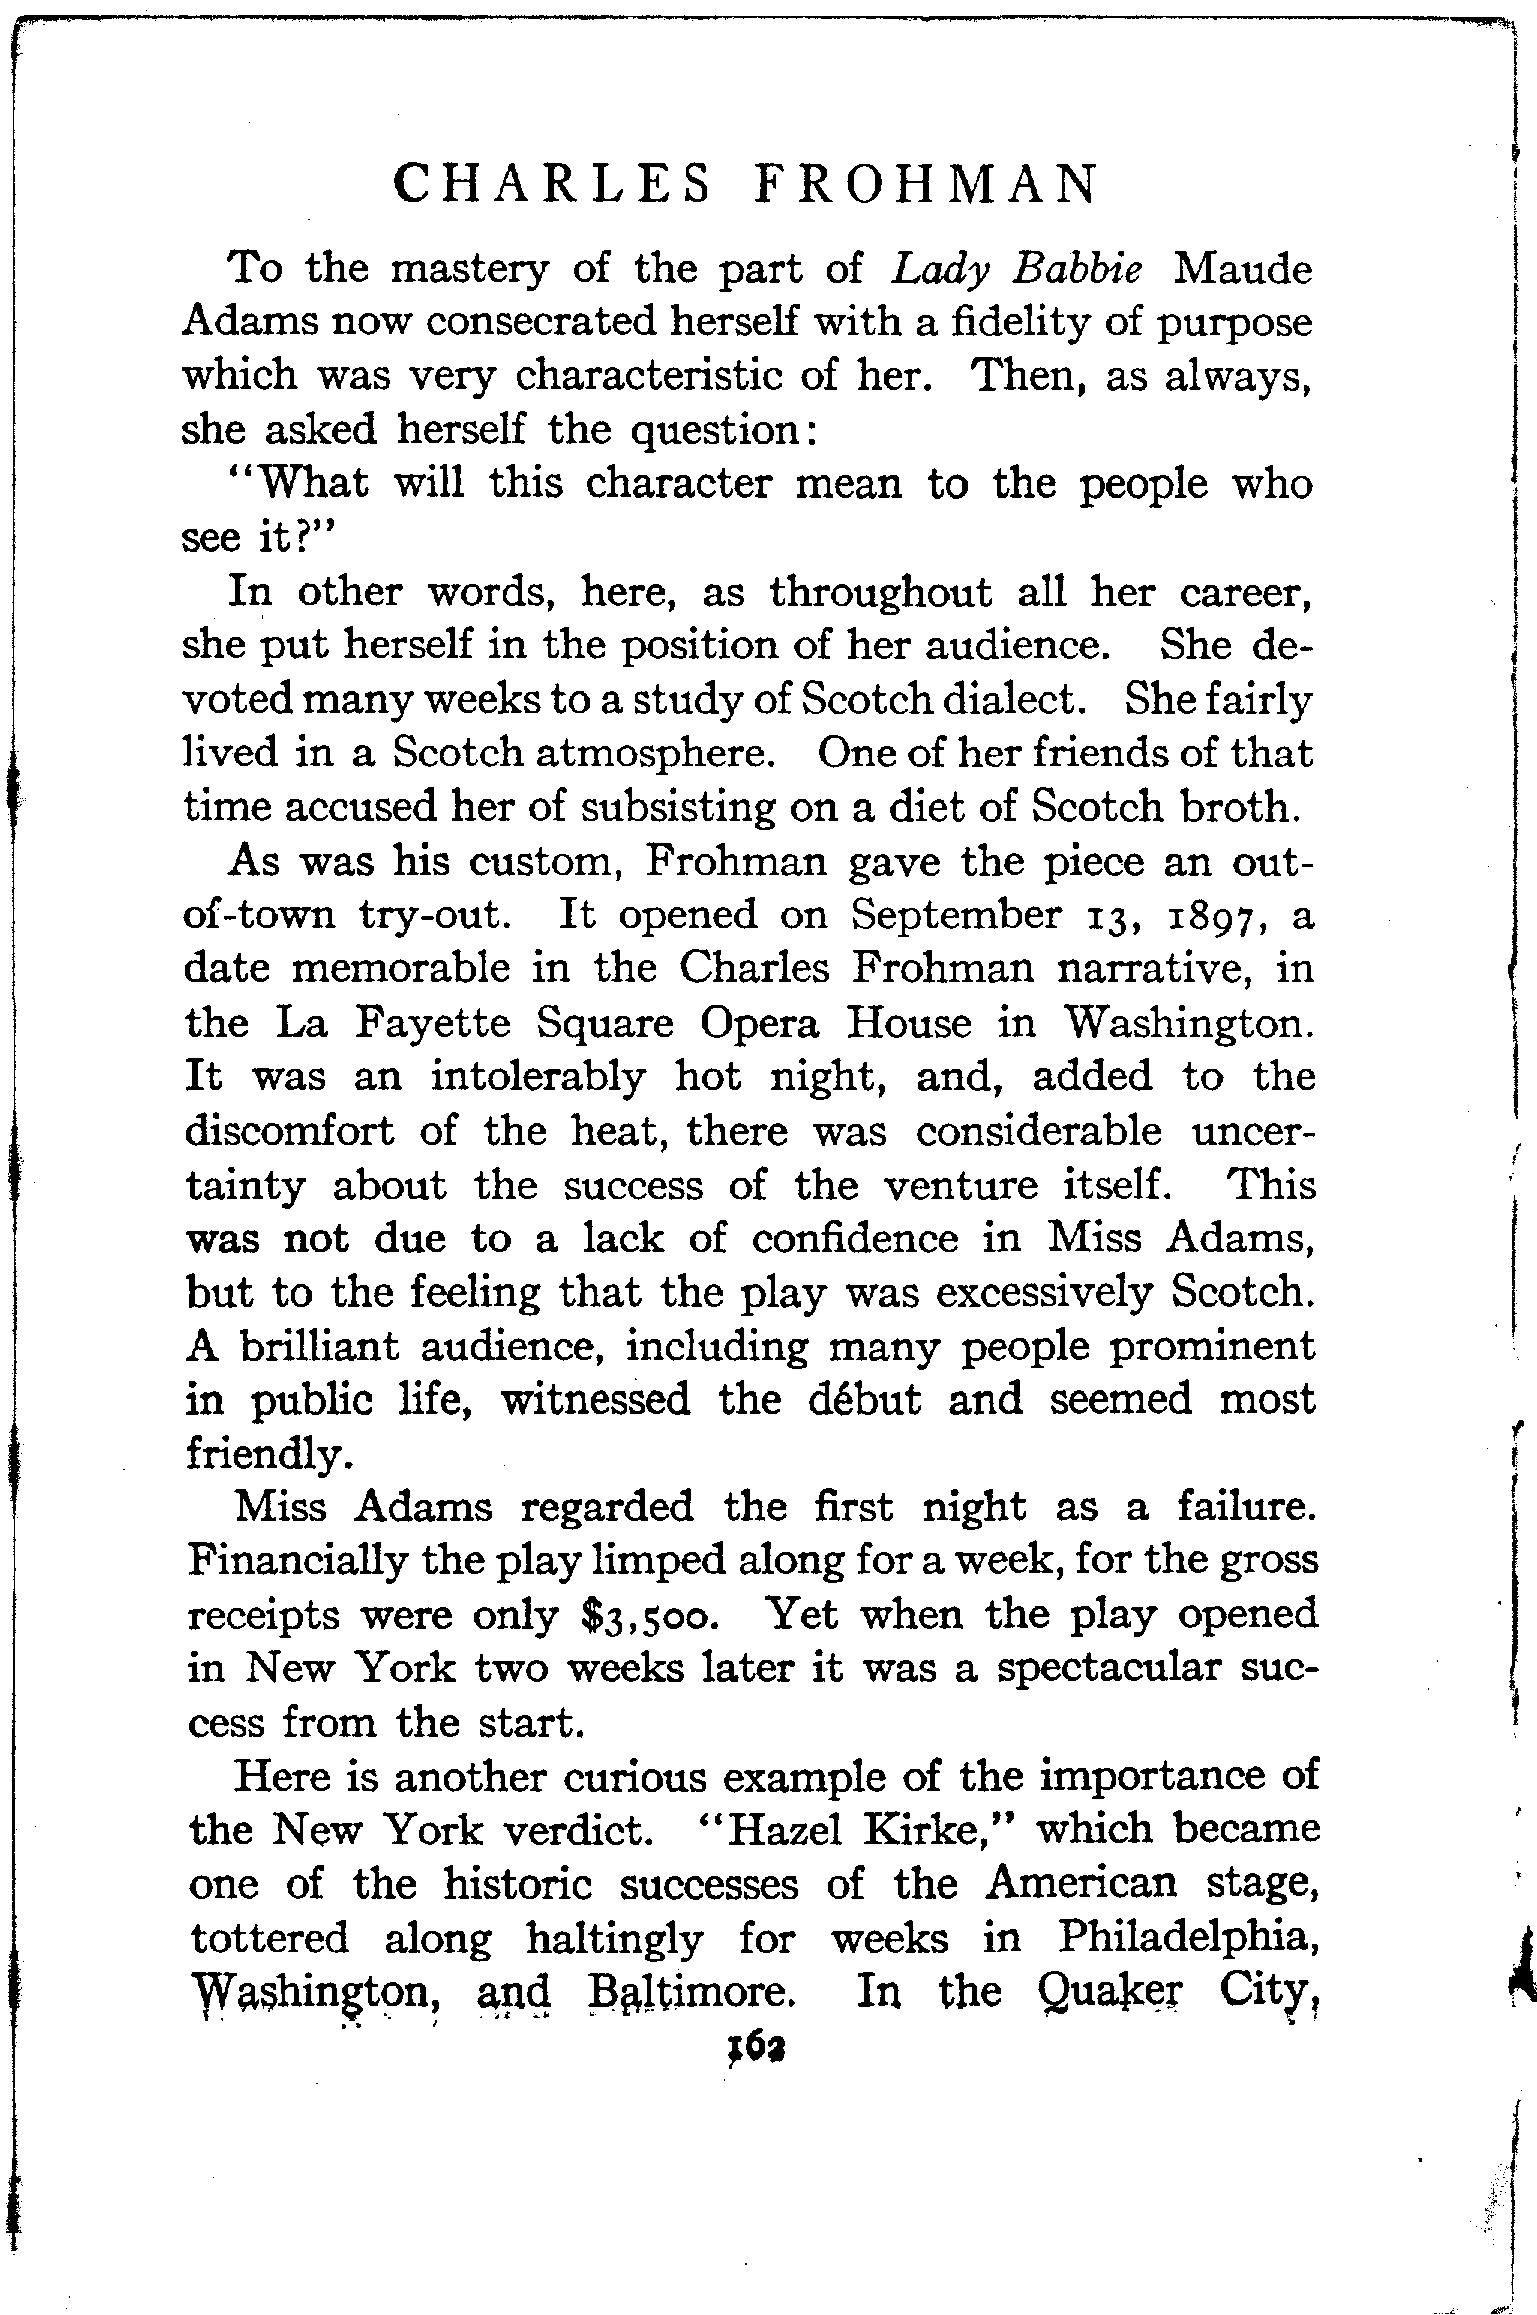 CHARLES FROHMAN
To the mastery of the part of Lady Babbie Maude
Adams now consecrated herself with a fidelity of purpose
which was very characteristic of her. Then, as always,
she asked herself the question:
“What will this character mean to the people who
see it?”
In other words, here, as throughout all her career,
she put herself in the position of her audience. She de-
voted many weeks to a study of Scotch dialect. She fairly
lived in a Scotch atmosphere. One of her friends of that
time accused her of subsisting on a diet of Scotch broth.
As was his custom, Frohman gave the piece an out-
of-town try-out. It opened on September 13, 1897, a
date memorable in the Charles Frohman narrative, in
the La Fayette Square Opera House in Washington.
It was an intolerably hot night, and, added to the
discomfort of the heat, there was considerable uncer-
tainty about the success of the venture itself. This
was not due to a lack of confidence in Miss Adams,
but to the feeling that the play was excessively Scotch.
A brilliant audience, including many people prominent
in public life, witnessed the début and seemed most
friendly.
Miss Adams regarded the first night as a failure.
Financially the play limped along for a week, for the gross
receipts were only $3,500. Yet when the play opened
in New York two weeks later it was a spectacular suc-
cess from the start.
Here is another curious example of the importance of
the New York verdict. “Hazel Kirke,” which became
one of the historic successes of the American stage,
tottered along haltingly for weeks in Philadelphia,
Washington, and Baltimore. In the Quaker City,
162